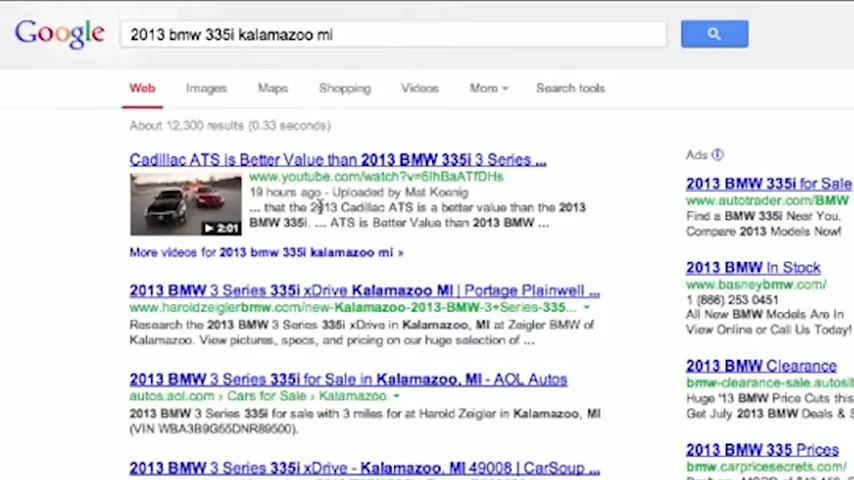 Google
2013 bmw 335i kalamazoo mi
Web Images Maps Shopping Videos More Search tools
About 12,300 results (0.33 seconds)
Cadillac ATS is Better Value than 2013 BMW 335i 3 Series ...
www.youtube.com/watch?v=6IhBaATfDHs
19 hours ago - Uploaded by Mat Koenig
... that the 2013 Cadillac ATS is a better value than the 2013
BMW 335i. ... ATS is Better Value than 2013 BMW ...
2:01
More videos for 2013 bmw 335i kalamazoo mi »
2013 BMW 3 Series 335i xDrive Kalamazoo MI | Portage Plainwell ...
www.haroldzeiglerbmw.com/new-Kalamazoo-2013-BMW-3+Series-335...
Research the 2013 BMW 3 Series 335i xDrive in Kalamazoo, MI at Zeigler BMW of
Kalamazoo. View pictures, specs, and pricing on our huge selection of ...
2013 BMW 3 Series 335i for Sale in Kalamazoo, MI - AOL Autos
autos.aol.com › Cars for Sale › Kalamazoo
2013 BMW 3 Series 335i for sale with 3 miles for at Harold Zeigler in Kalamazoo, MI
(VIN WBA3B9G55DNR89500).
2013 BMW 3 Series 335i xDrive - Kalamazoo, MI 49008 | CarSoup ...
Ads
2013 BMW 335i for Sale
www.autotrader.com/BMW
Find a BMW 335i Near You.
Compare 2013 Models Now!
2013 BMW In Stock
www.basneybmw.com/
1 (866) 253 0451
All New BMW Models Are In
View Online or Call Us Today!
2013 BMW Clearance
bmw-clearance-sale.autosit
Huge '13 BMW Price Cuts this
Get July 2013 BMW Deals & S
2013 BMW 335 Prices
bmw.carpricesecrets.com/